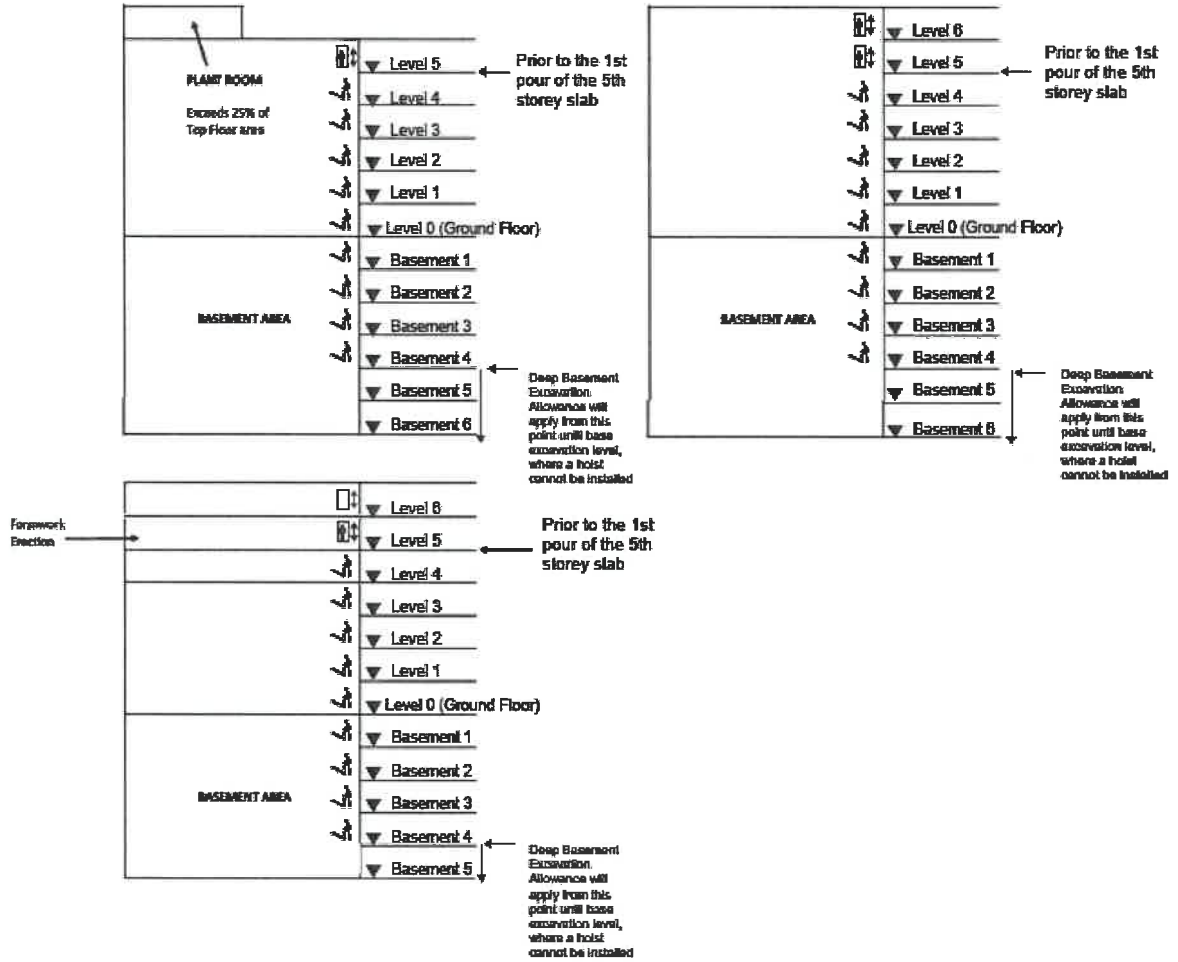 PLANT ROOM
Exceeds 25% of
Top Floor area
Level 5
Level 4
Level 3
Level 2
Level 1
Level 0 (Ground Floor)
Prior to the 1st
pour of the 5th
storey slab
BASEMENT AREA
Basement 1
Basement 2
Basement 3
Basement 4
Basement 5
Basement 6
Deep Basement
Excavation
Allowance will
apply from this
point until base
excavation level,
where a hoist
cannot be installed
Level 6
Level 5
Level 4
Level 3
Level 2
Level 1
Level 0 (Ground Floor)
Prior to the 1st
pour of the 5th
storey slab
BASEMENT AREA
Basement 1
Basement 2
Basement 3
Basement 4
Basement 5
Basement 6
Deep Basement
Excavation
Allowance will
apply from this
point until base
excavation level,
where a hoist
cannot be installed
Formwork
Erection
Level 6
Level 5
Level 4
Level 3
Level 2
Level 1
Level 0 (Ground Floor)
Prior to the 1st
pour of the 5th
storey slab
BASEMENT AREA
Basement 1
Basement 2
Basement 3
Basement 4
Basement 5
Deep Basement
Excavation
Allowance will
apply from this
point until base
excavation level,
where a hoist
cannot be installed